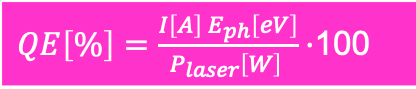 QE[%] = I[A] E_ph[eV] / P_laser[W] · 100